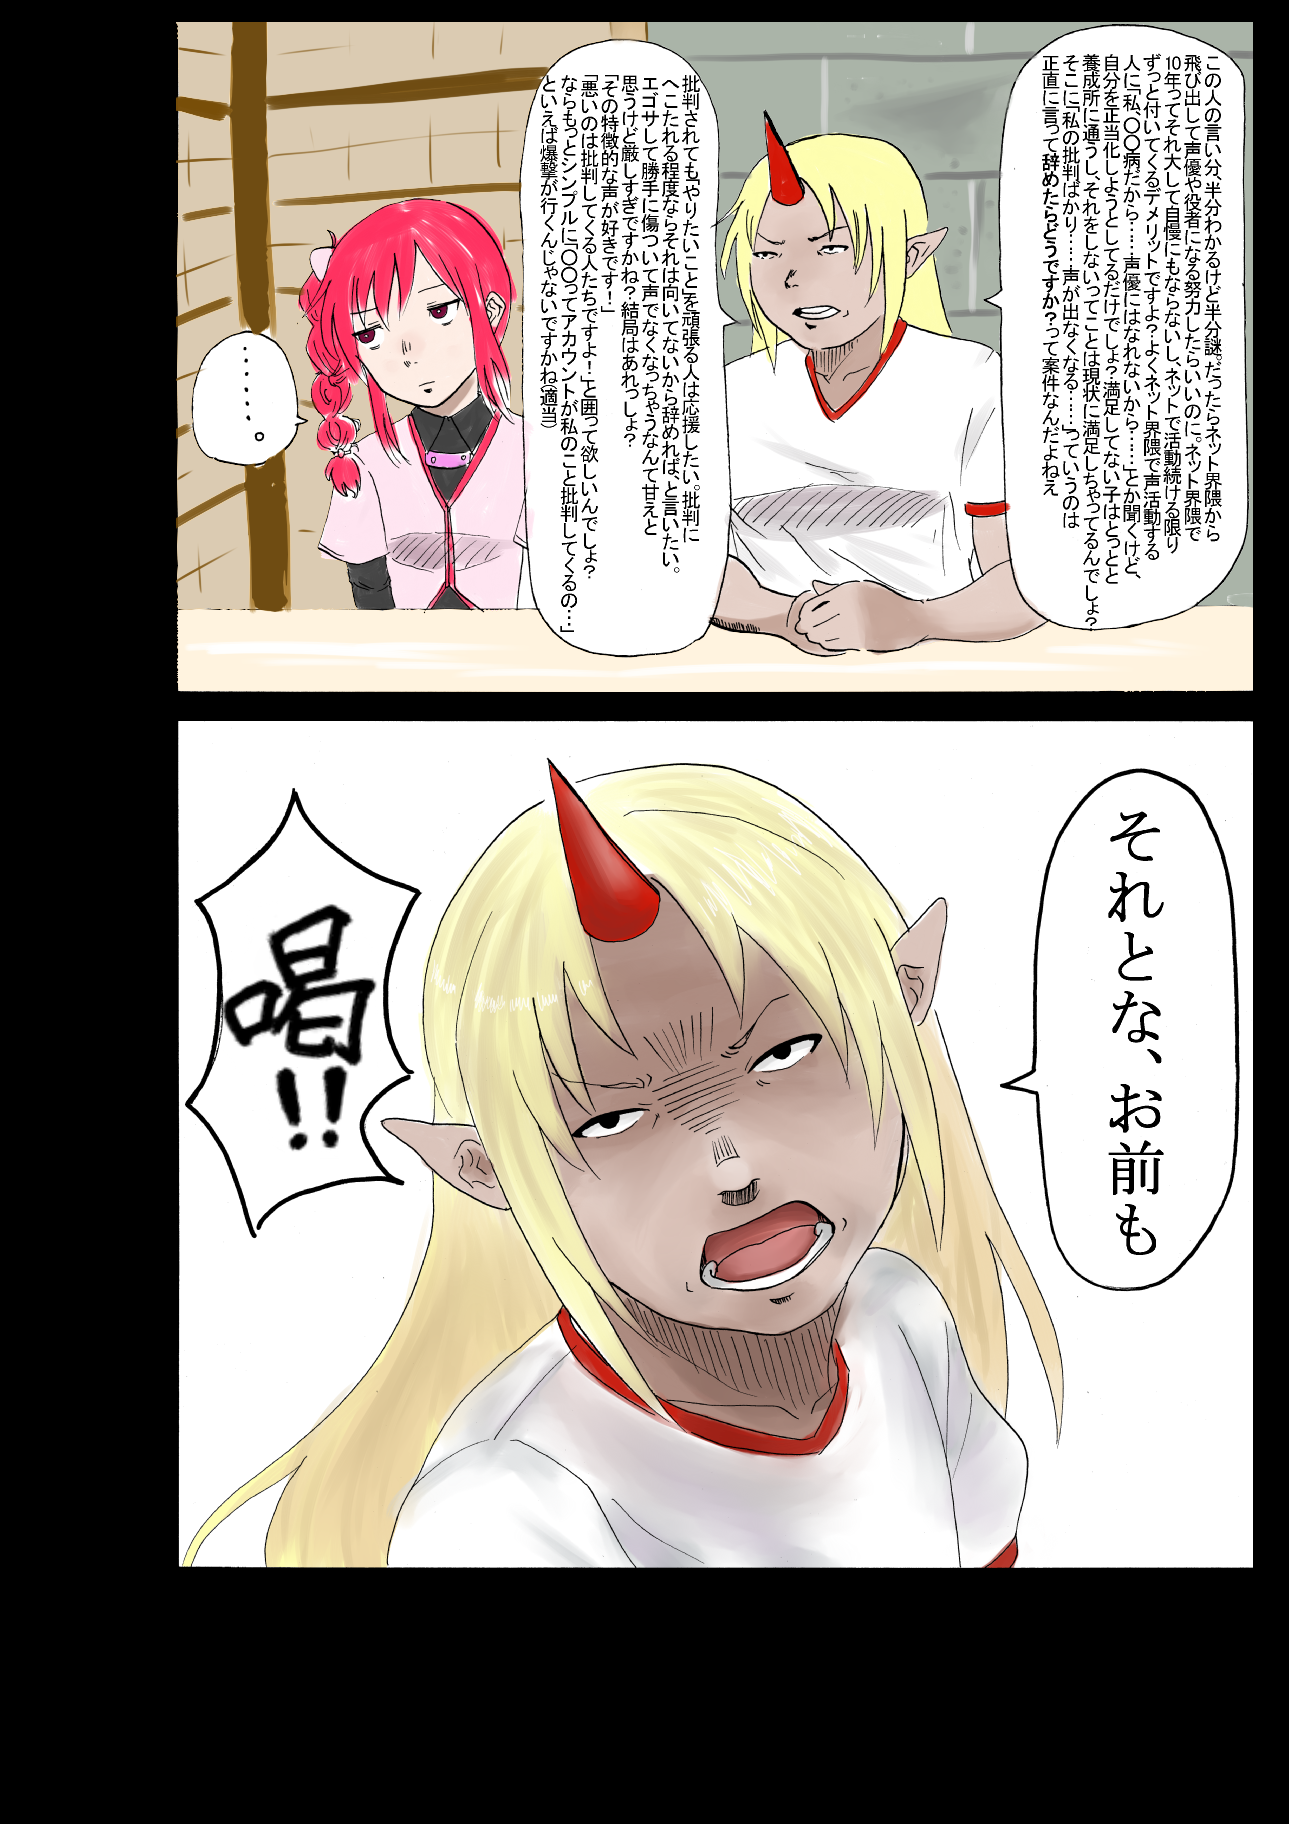 この人の言い分、半分わかるけど半分謎。だったらネット界隈から
飛び出して声優や役者になる努力したらいいのに。ネット界隈で
10年ってそれ大して自慢にもならないし、ネットで活動続ける限り
ずっと付いてくるデメリットですよ?よくネット界隈で声活動する
人に「私、〇〇病だから……声優にはなれないから……」とか聞くけど、
自分を正当化しようとしてるだけでしょ?満足してない子はとっとと
養成所に通うし、それをしないってことは現状に満足しちゃってるんでしょ?
そこに「私の批判ばかり……声が出なくなる……」っていうのは
正直に言って辞めたらどうですか?って案件なんだよねえ
批判されても「やりたいこと」を頑張る人は応援したい。批判に
へこたれる程度ならそれは向いてないから辞めれば、と言いたい。
エゴサして勝手に傷ついて声でなくなっちゃうなんて甘えと
思うけど厳しすぎですかね?結局はあれっしょ?
「その特徴的な声が好きです!」
「悪いのは批判してくる人たちですよ!」と囲って欲しいんでしょ?
ならもっとシンプルに「〇〇ってアカウントが私のこと批判してくるの…」
といえば爆撃が行くんじゃないですかね(適当)
……。
それとな、お前も
喝!!